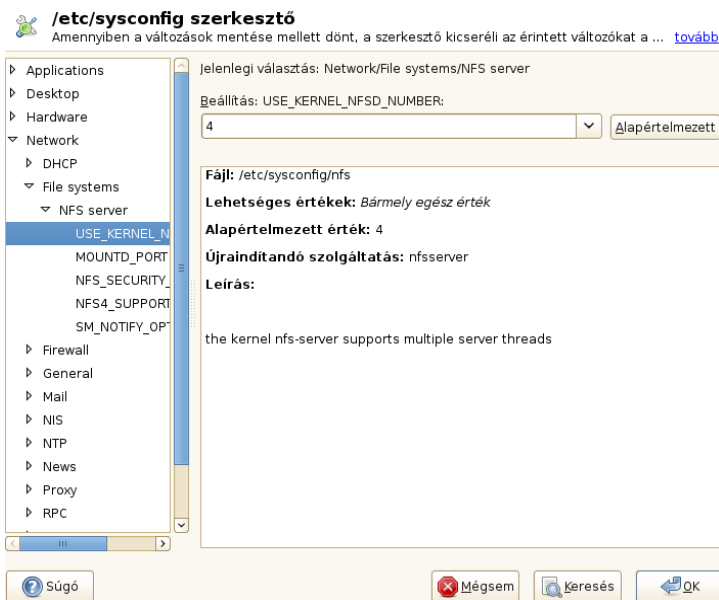 /etc/sysconfig szerkesztő
Amennyiben a változások mentése mellett dönt, a szerkesztő kicseréli az érintett változókat a ... tovább
Applications
Desktop
Hardware
Network
DHCP
File systems
NFS server
USE_KERNEL_N
MOUNTD_PORT
NFS_SECURITY_
NFS4_SUPPORT
SM_NOTIFY_OPT
Firewall
General
Mail
NIS
NTP
News
Proxy
RPC
Jelenlegi választás: Network/File systems/NFS server
Beállítás: USE_KERNEL_NFSD_NUMBER:
4
Alapértelmezett
Fájl: /etc/sysconfig/nfs
Lehetséges értékek: Bármely egész érték
Alapértelmezett érték: 4
Újraindítandó szolgáltatás: nfsserver
Leírás:
the kernel nfs-server supports multiple server threads
Súgó
Mégsem
Keresés
OK